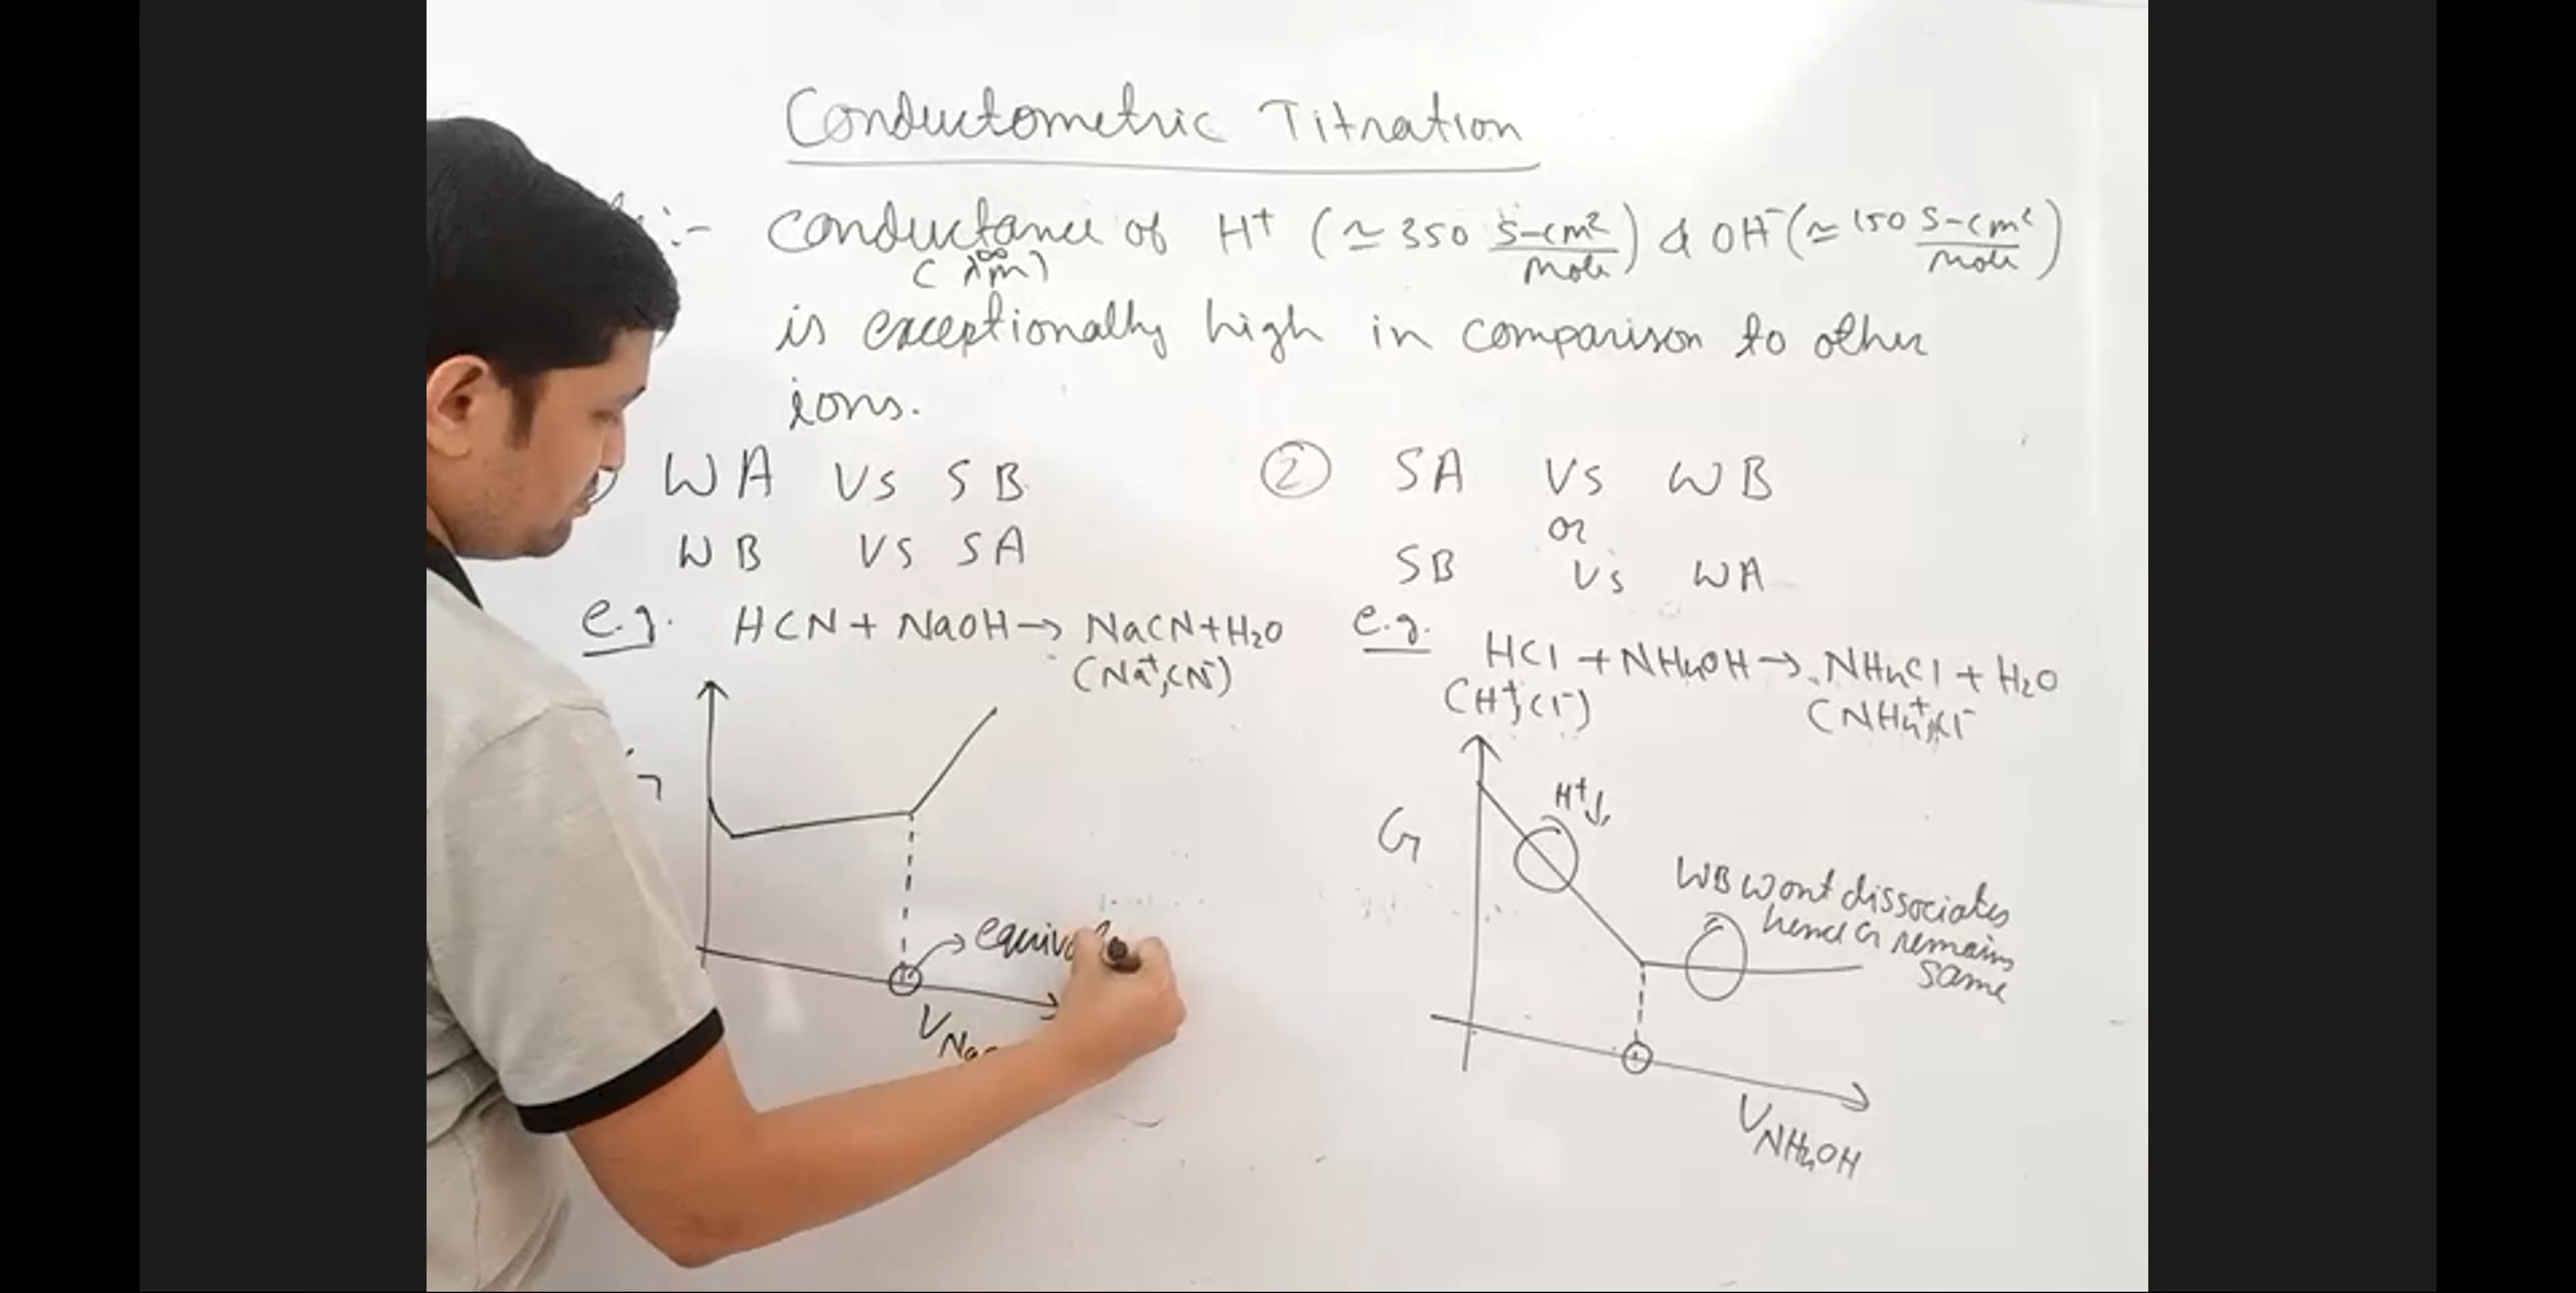 Conductometric Titration
:- Conductance of H⁺ (≃ 350 S-cm²/mole) & OH⁻ (≃ 150 S-cm²/mole)
(λ∞m)
is exceptionally high in comparison to other
ions.
WA Vs SB
WB Vs SA
e.g. HCN + NaOH → NaCN + H₂O
(Na⁺, CN⁻)
② SA Vs WB
or
SB Vs WA
e.g. HCl + NH₄OH → NH₄Cl + H₂O
(H⁺, Cl⁻) (NH₄⁺, Cl⁻
V
G
H⁺↓
WB wont dissociates
hence G remains
same
V NH₄OH